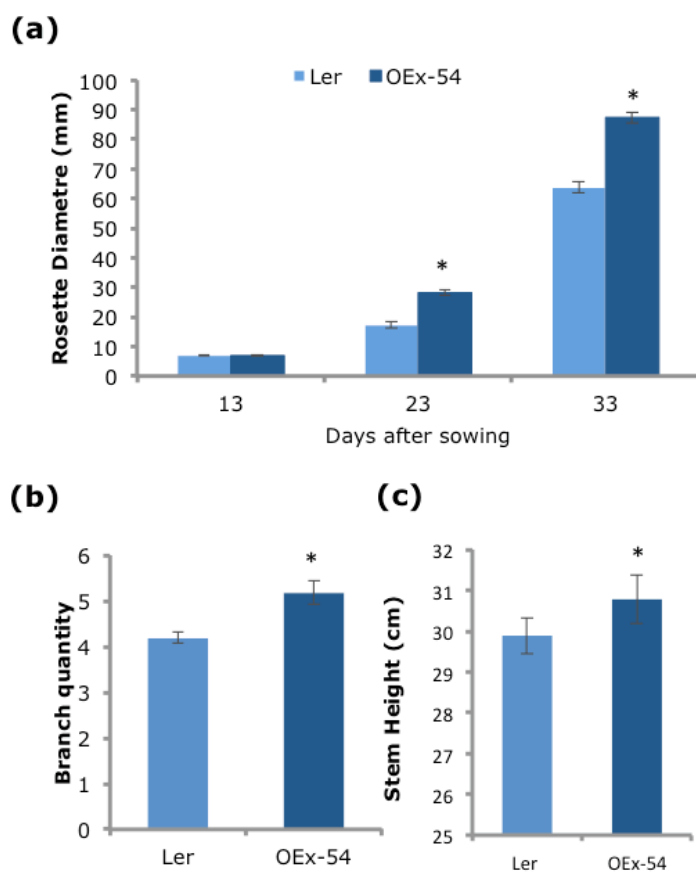 (a)
Ler OEx-54
Rosette Diametre (mm)
100
90
80
70
60
50
40
30
20
10
0
*
*
13 23 33
Days after sowing
(b)
Branch quantity
6
5
4
3
2
1
0
*
Ler OEx-54
(c)
Stem Height (cm)
32
31
30
29
28
27
26
25
*
Ler OEx-54